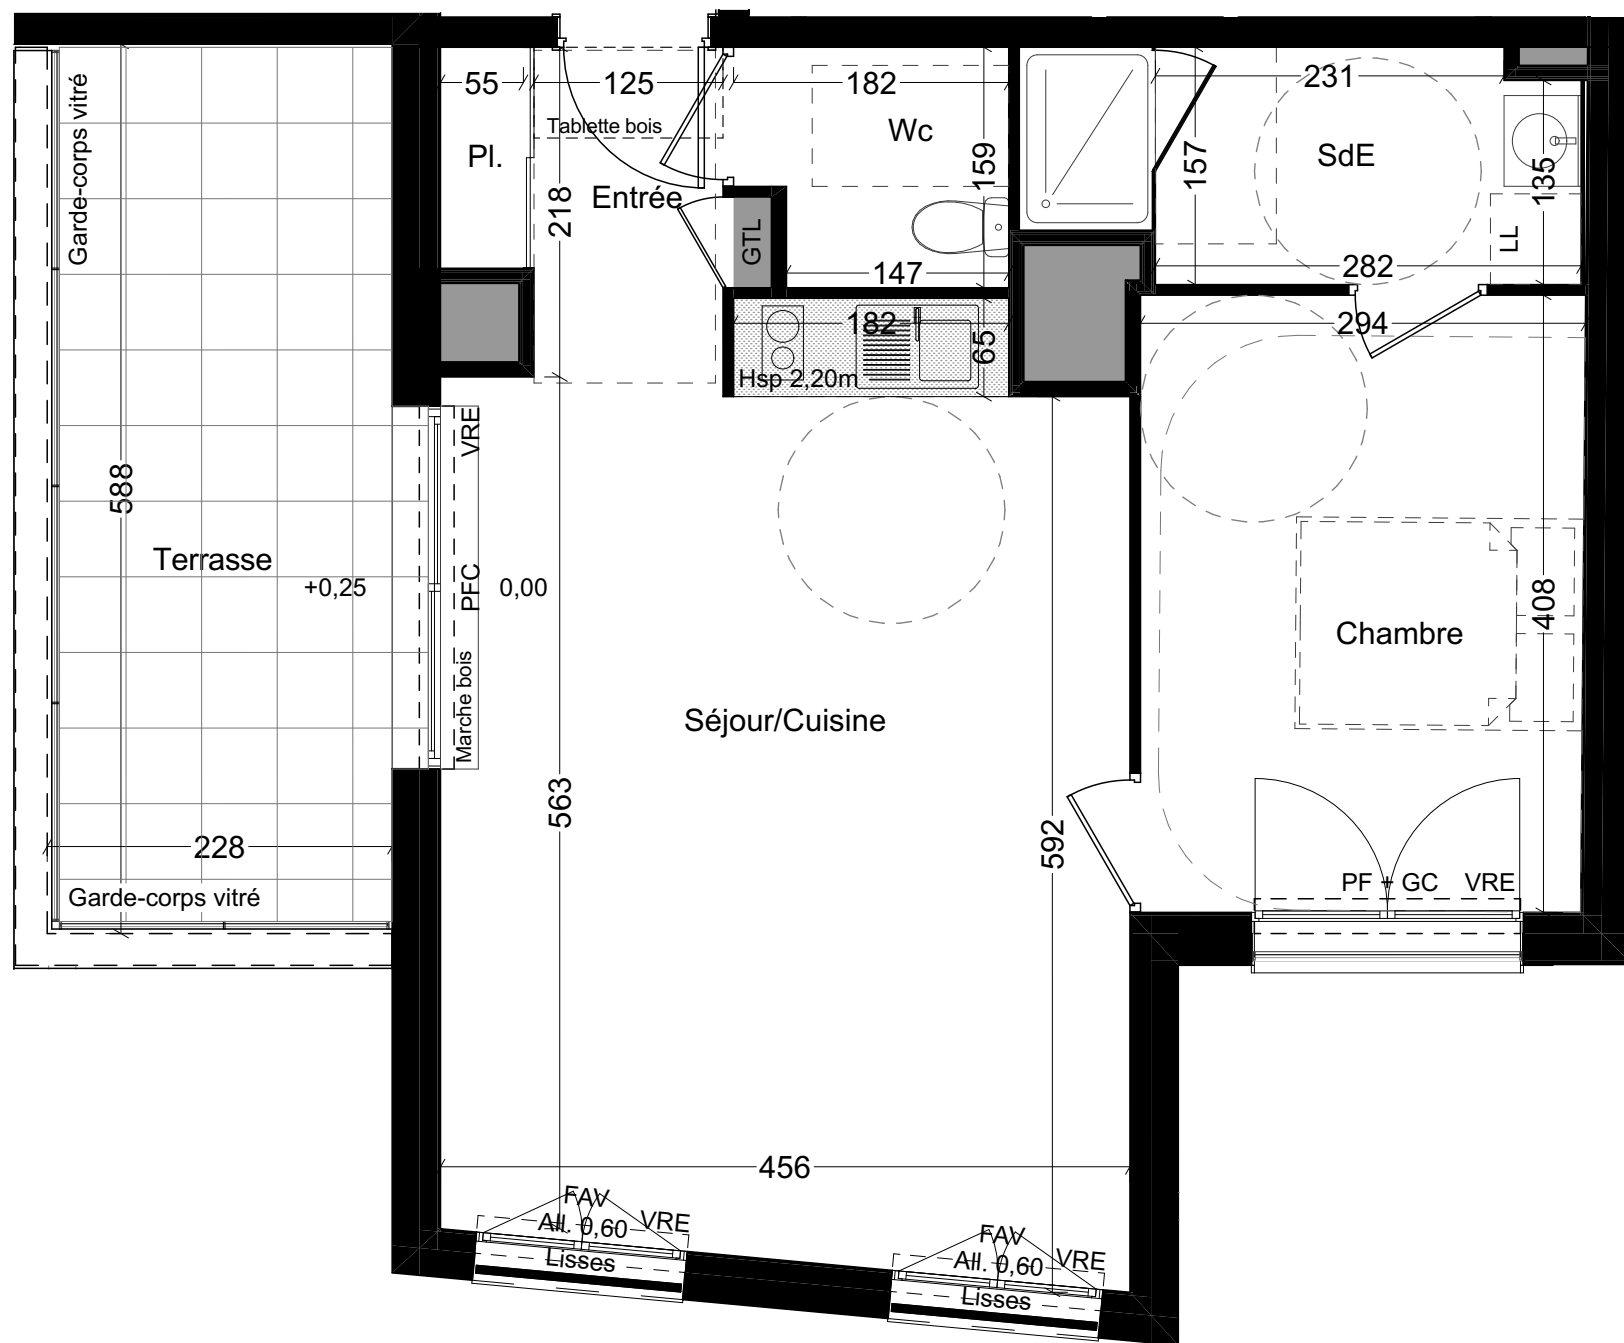 55
125
182
231
Tablette bois
Wc
Pl.
SdE
Garde-corps vitré
159
157
135
Entrée
218
GTL
LL
147
282
182
65
294
Hsp 2,20m
VRE
588
Terrasse
+0,25
PFC
0,00
408
Chambre
Marche bois
Séjour/Cuisine
563
592
228
Garde-corps vitré
PF + GC
VRE
456
FAV
All. 0,60
VRE
Lisses
FAV
All. 0,60
VRE
Lisses